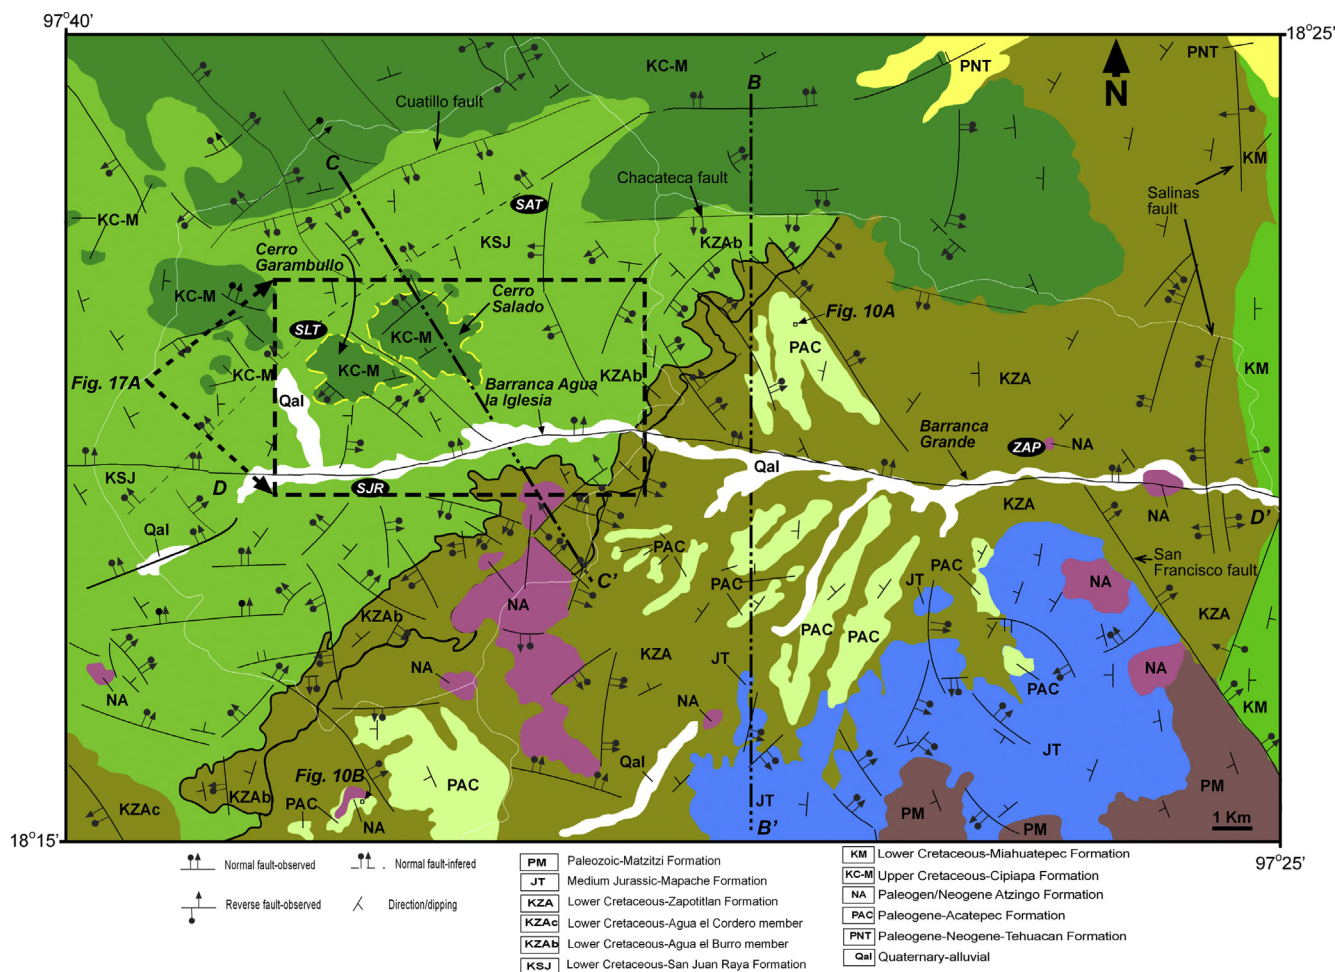 97°40'
18°25'
KC-M
B
PNT
PNT
N
Cuatillo fault
C
Chacateca fault
KM
SAT
Salinas
fault
KC-M
KSJ
KZAb
Cerro
Garambullo
Cerro
Salado
KC-M
Fig. 10A
SLT
KC-M
PAC
KC-M
KC-M
KZAb
KZA
KM
Fig. 17A
Barranca Agua
la Iglesia
Qal
Barranca
Grande
ZAP
NA
KSJ
D
SJR
Qal
KZA
D'
NA
Qal
PAC
San
Francisco fault
PAC
C'
PAC
JT
NA
NA
KZAb
KZA
PAC
PAC
KZA
JT
NA
NA
PAC
NA
NA
KM
JT
Qal
Fig. 10B
PAC
KZAc
KZAb
PAC
NA
JT
B'
PM
PM
PM
1 Km
18°15'
97°25'
Normal fault-observed
Normal fault-infered
Reverse fault-observed
Direction/dipping
PM Paleozoic-Matzitzi Formation
JT Medium Jurassic-Mapache Formation
KZA Lower Cretaceous-Zapotitlan Formation
KZAc Lower Cretaceous-Agua el Cordero member
KZAb Lower Cretaceous-Agua el Burro member
KSJ Lower Cretaceous-San Juan Raya Formation
KM Lower Cretaceous-Miahuatepec Formation
KC-M Upper Cretaceous-Cipiapa Formation
NA Paleogen/Neogene Atzingo Formation
PAC Paleogene-Acatepec Formation
PNT Paleogene-Neogene-Tehuacan Formation
Qal Quaternary-alluvial